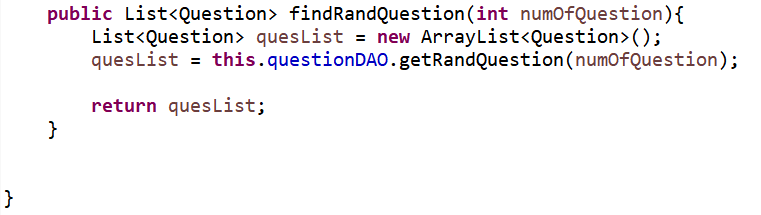 public List<Question> findRandQuestion(int numOfQuestion){
List<Question> quesList = new ArrayList<Question>();
quesList = this.questionDAO.getRandQuestion(numOfQuestion);
return quesList;
}
}